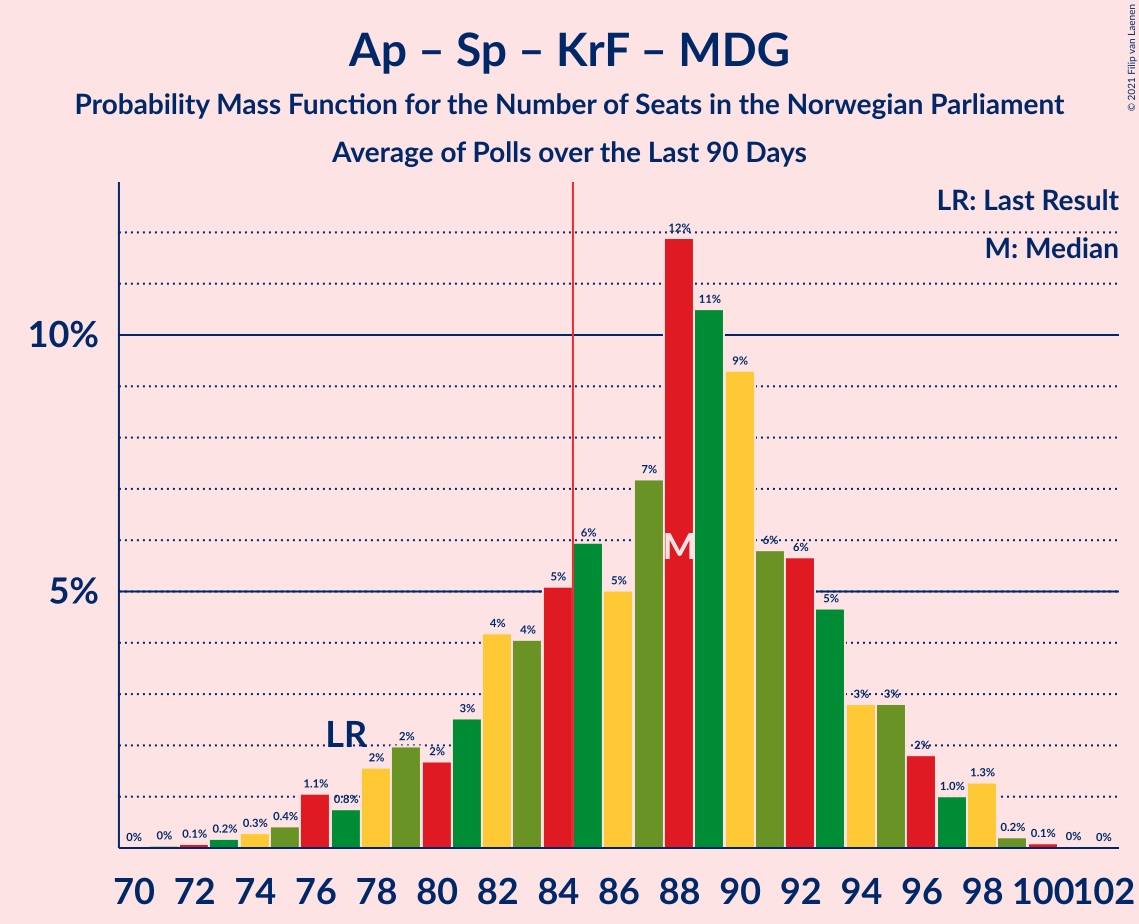 © 2021 Filip van Laenen
Ap – Sp – KrF – MDG
Probability Mass Function for the Number of Seats in the Norwegian Parliament
Average of Polls over the Last 90 Days
LR: Last Result
M: Median
10%
5%
LR
M
0% 0% 0.1% 0.2% 0.3% 0.4% 1.1% 0.8% 2% 2% 2% 3% 4% 4% 5% 6% 5% 7% 12% 11% 9% 6% 6% 5% 3% 3% 2% 1.0% 1.3% 0.2% 0.1% 0% 0%
70 72 74 76 78 80 82 84 86 88 90 92 94 96 98 100 102